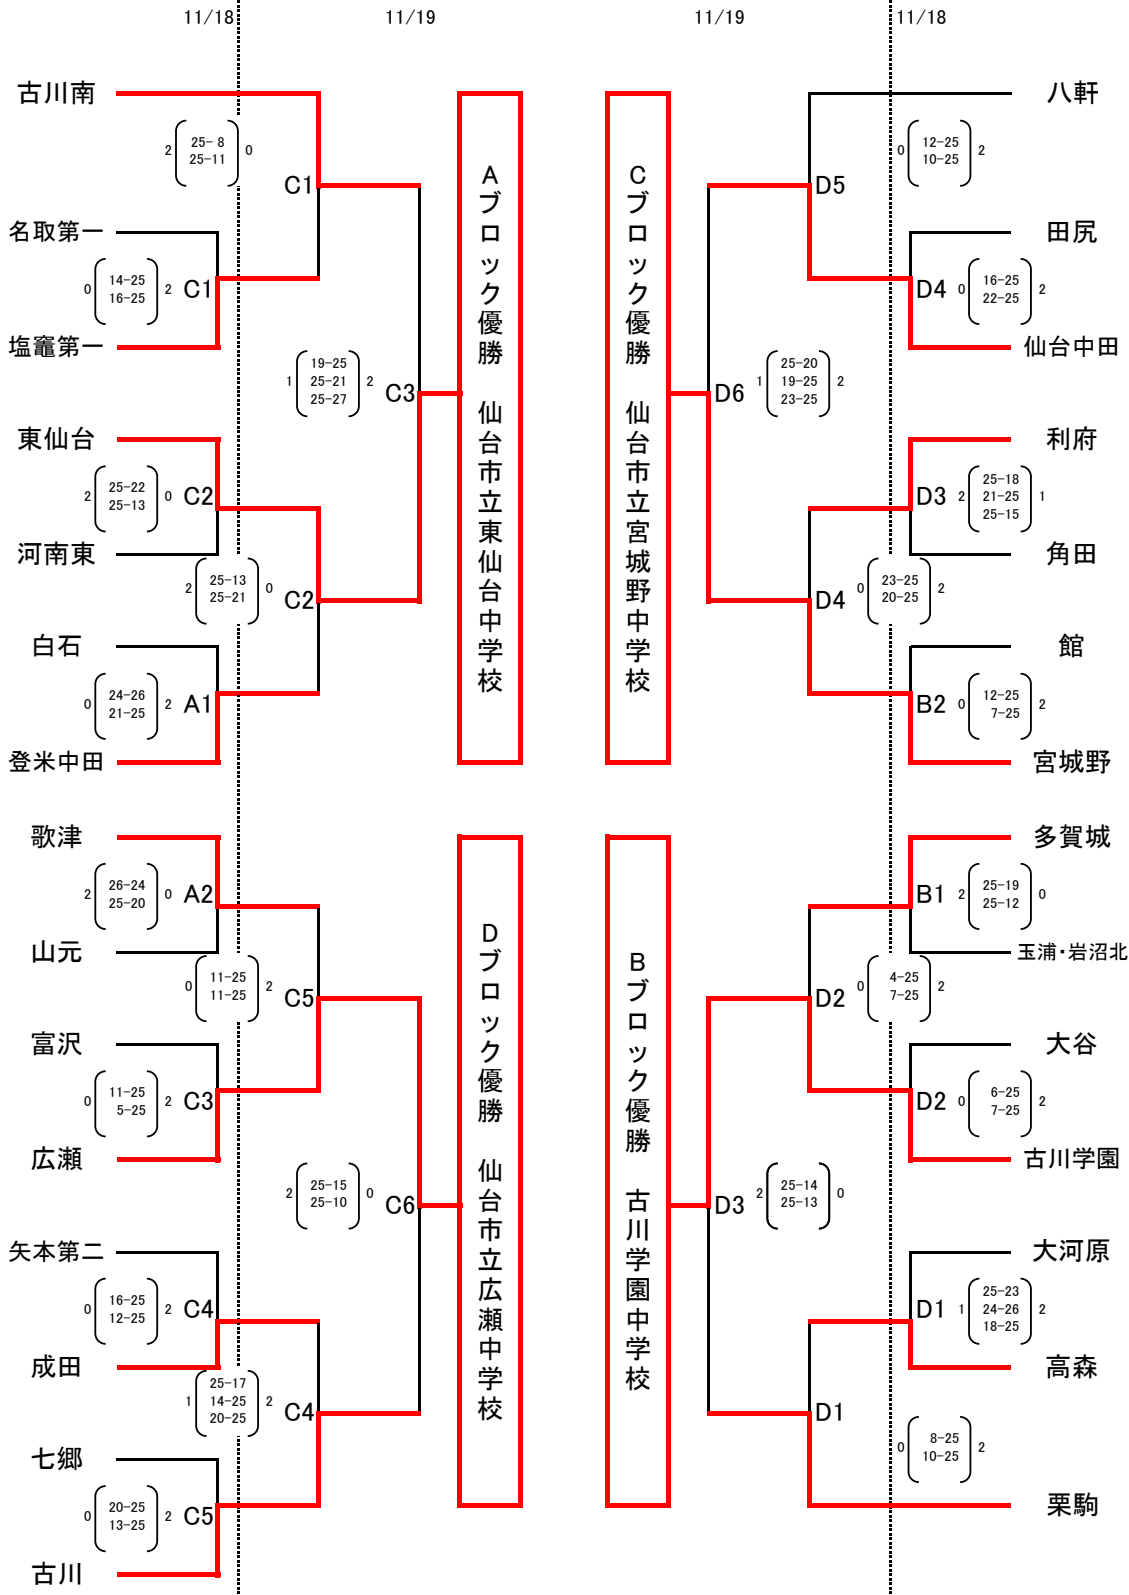 11/18
11/19
11/19
11/18
古川南
2 25- 8 0
25-11
C1
名取第一
0 14-25 2 C1
16-25
塩竈第一
19-25
1 25-21 2 C3
25-27
東仙台
2 25-22 0 C2
25-13
河南東
2 25-13 0 C2
25-21
白石
0 24-26 2 A1
21-25
登米中田
Aブロック優勝 仙台市立東仙台中学校
Cブロック優勝 仙台市立宮城野中学校
八軒
0 12-25 2
10-25
D5
田尻
D4 0 16-25 2
22-25
仙台中田
25-20
D6 1 19-25 2
23-25
利府
25-18
D3 2 21-25 1
25-15
角田
D4 0 23-25 2
20-25
館
B2 0 12-25 2
7-25
宮城野
歌津
2 26-24 0 A2
25-20
山元
0 11-25 2 C5
11-25
富沢
0 11-25 2 C3
5-25
広瀬
2 25-15 0 C6
25-10
矢本第二
0 16-25 2 C4
12-25
成田
25-17
1 14-25 2 C4
20-25
七郷
0 20-25 2 C5
13-25
古川
Dブロック優勝 仙台市立広瀬中学校
Bブロック優勝 古川学園中学校
多賀城
B1 2 25-19 0
25-12
玉浦・岩沼北
D2 0 4-25 2
7-25
大谷
D2 0 6-25 2
7-25
古川学園
D3 2 25-14 0
25-13
大河原
25-23
D1 1 24-26 2
18-25
高森
D1
0 8-25 2
10-25
栗駒